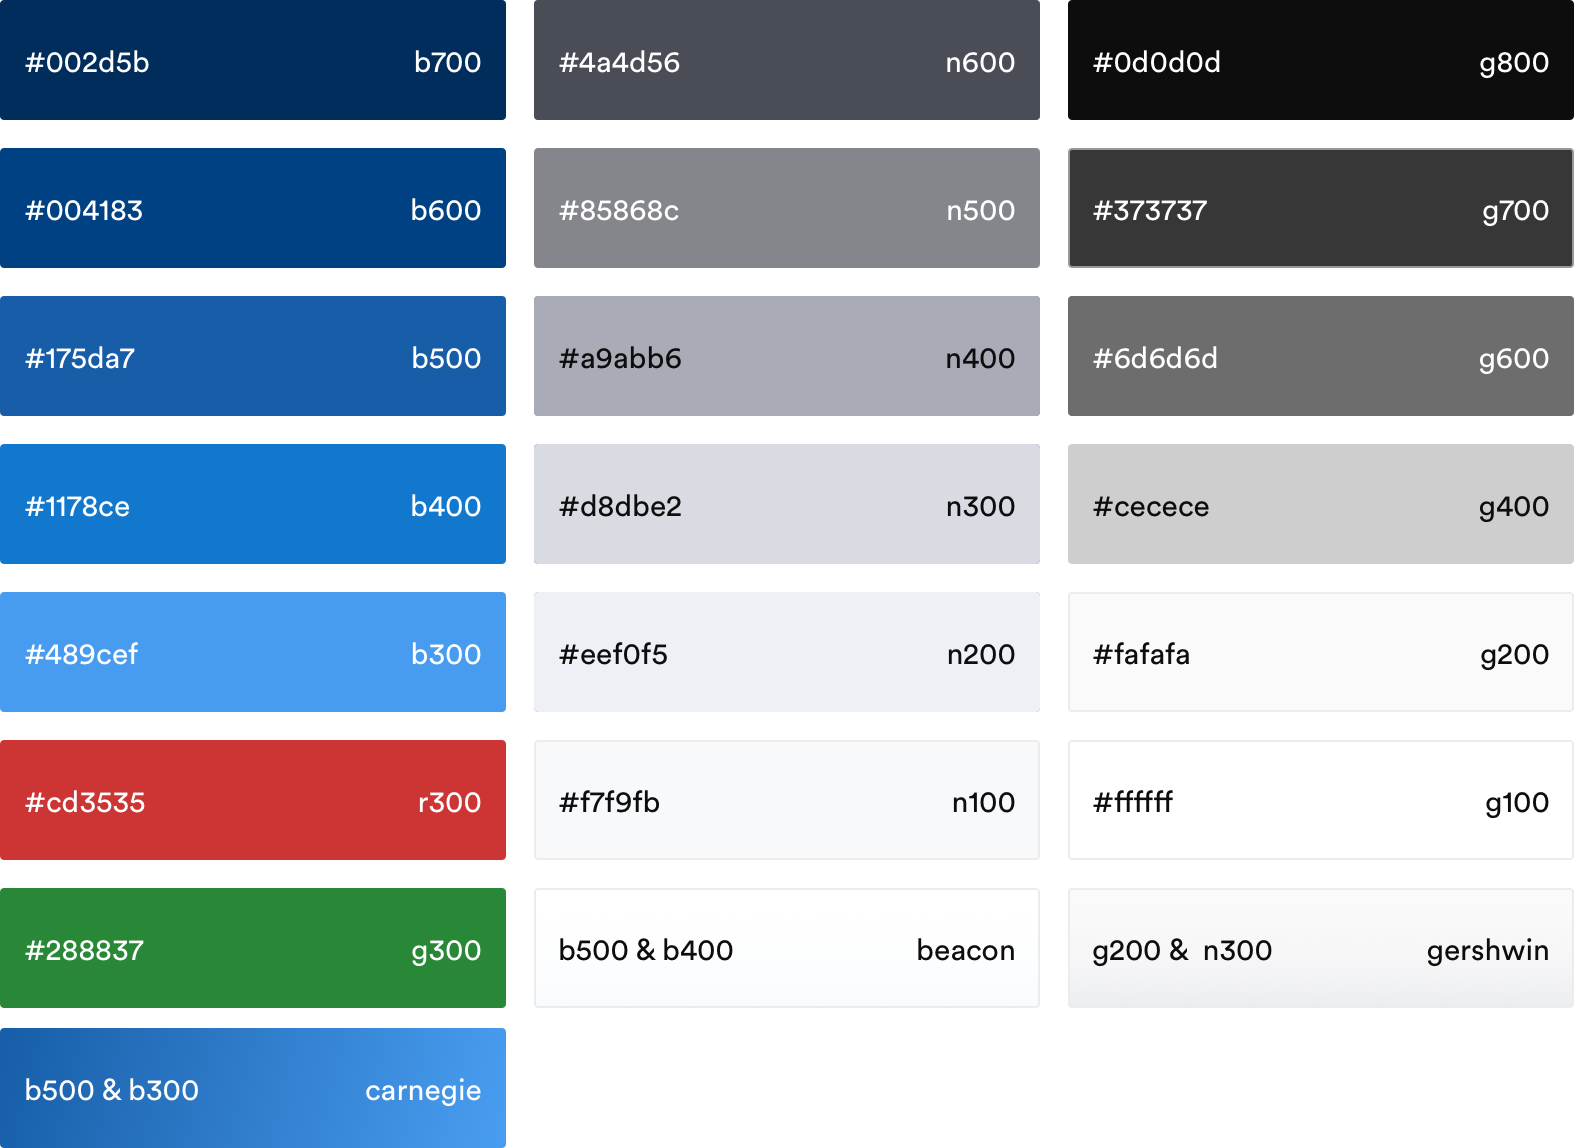 #002d5b b700
#4a4d56 n600
#0d0d0d g800
#004183 b600
#85868c n500
#373737 g700
#175da7 b500
#a9abb6 n400
#6d6d6d g600
#1178ce b400
#d8dbe2 n300
#cecece g400
#489cef b300
#eef0f5 n200
#fafafa g200
#cd3535 r300
#f7f9fb n100
#ffffff g100
#288837 g300
b500 & b400 beacon
g200 & n300 gershwin
b500 & b300 carnegie